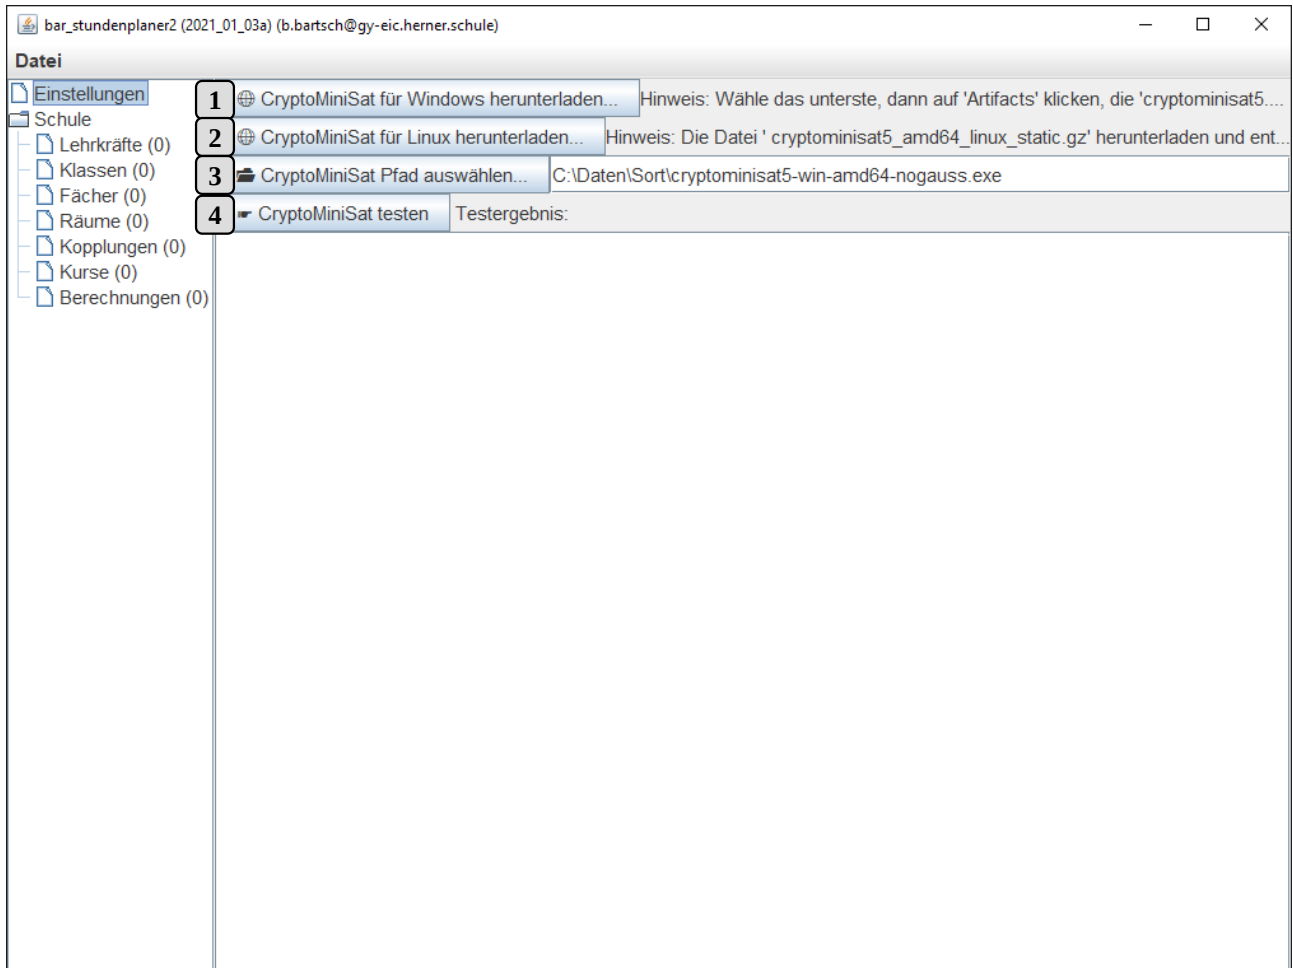 bar_stundenplaner2 (2021_01_03a) (b.bartsch@gy-eic.herner.schule)
Datei
Einstellungen
Schule
Lehrkräfte (0)
Klassen (0)
Fächer (0)
Räume (0)
Kopplungen (0)
Kurse (0)
Berechnungen (0)
1 CryptoMiniSat für Windows herunterladen... Hinweis: Wähle das unterste, dann auf 'Artifacts' klicken, die 'cryptominisat5....
2 CryptoMiniSat für Linux herunterladen... Hinweis: Die Datei ' cryptominisat5_amd64_linux_static.gz' herunterladen und ent...
3 CryptoMiniSat Pfad auswählen... C:\Daten\Sort\cryptominisat5-win-amd64-nogauss.exe
4 CryptoMiniSat testen Testergebnis: